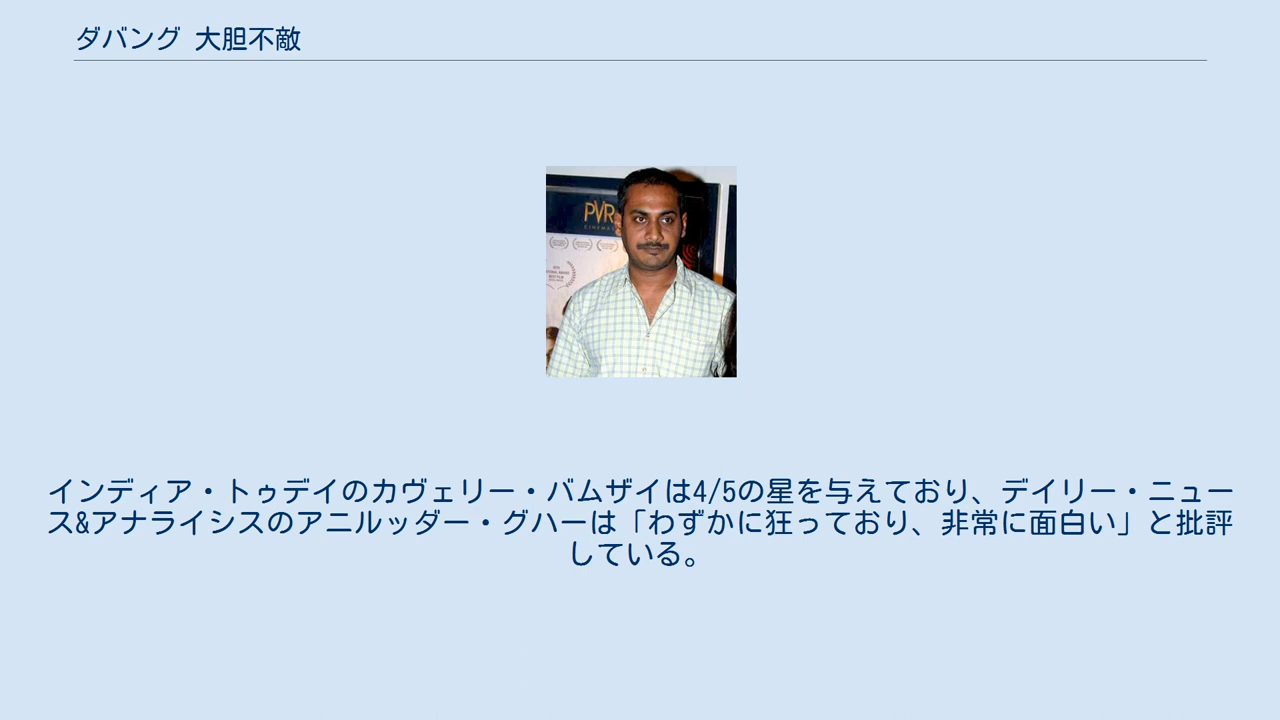 ダバング 大胆不敵
PVR
CINEMAS
インディア・トゥデイのカヴェリー・バムザイは4/5の星を与えており、デイリー・ニュー
ス&アナライシスのアニルッダー・グハーは「わずかに狂っており、非常に面白い」と批評
している。